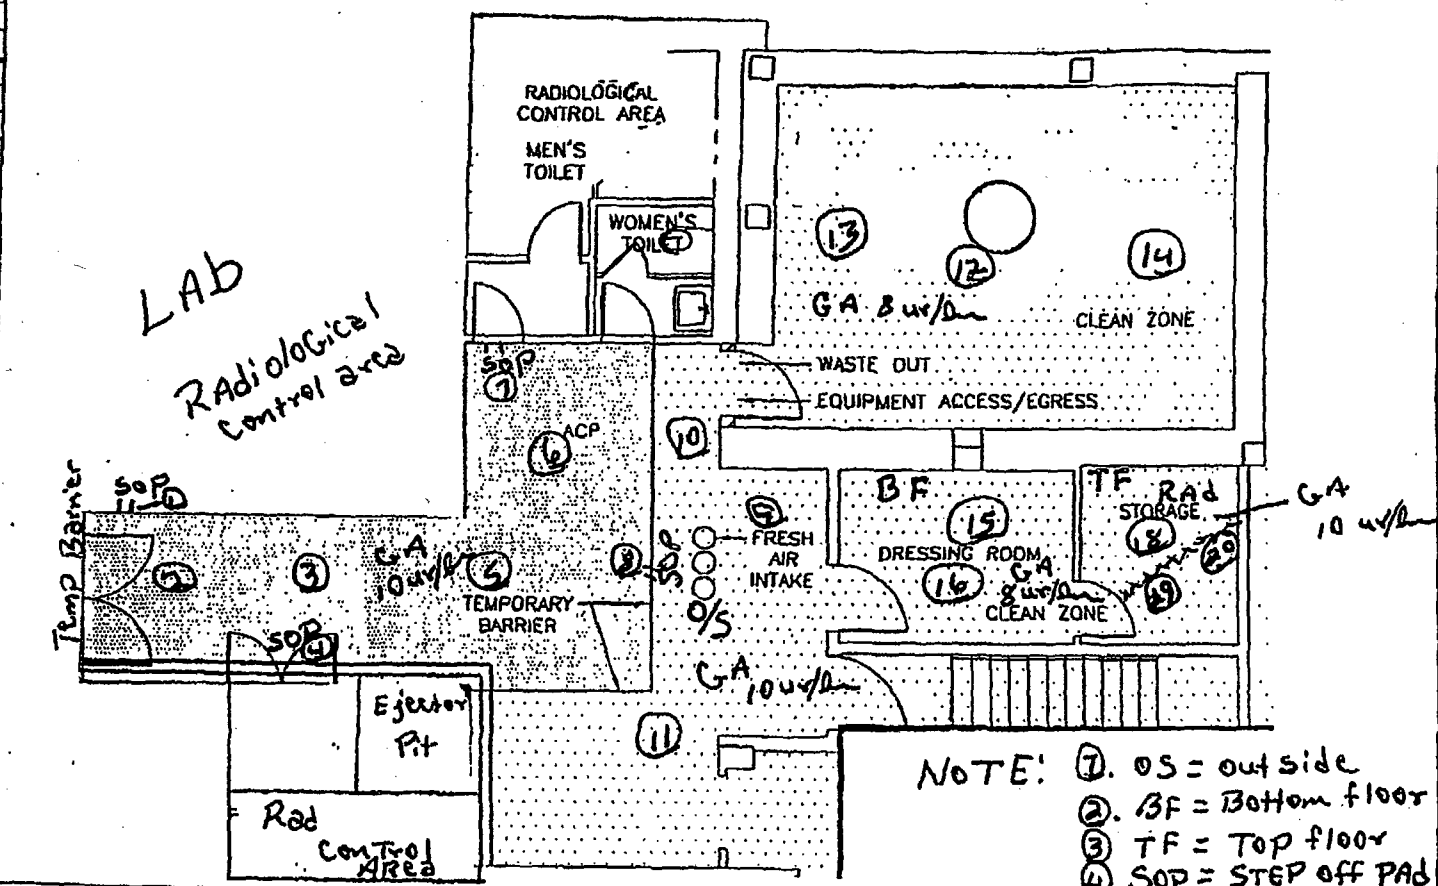 RADIOLOGICAL
CONTROL AREA
MEN'S
TOILET
WOMEN'S
TOILET
LAb
RAdiologicel
control area
13
12
14
GA 8 ur/hr
CLEAN ZONE
SOP
7
WASTE OUT
EQUIPMENT ACCESS/EGRESS
10
6
ACP
Temp Barrier
SOP
1
BF
TF
RAd
STORAGE
GA
10 ur/hr
9
15
18
20
FRESH
AIR
INTAKE
DRESSING ROOM
16
GA
8 ur/hr
CLEAN ZONE
19
2
3
GA
10 ur/hr
5
8
SOP
O/S
TEMPORARY
BARRIER
SOP
4
GA
10 ur/hr
Ejector
Pit
11
Rad
ConTrol
AREa
NOTE: 1. OS = outside
2. BF = Bottom floor
3 TF = Top floor
4 SOP = STEP off PAd